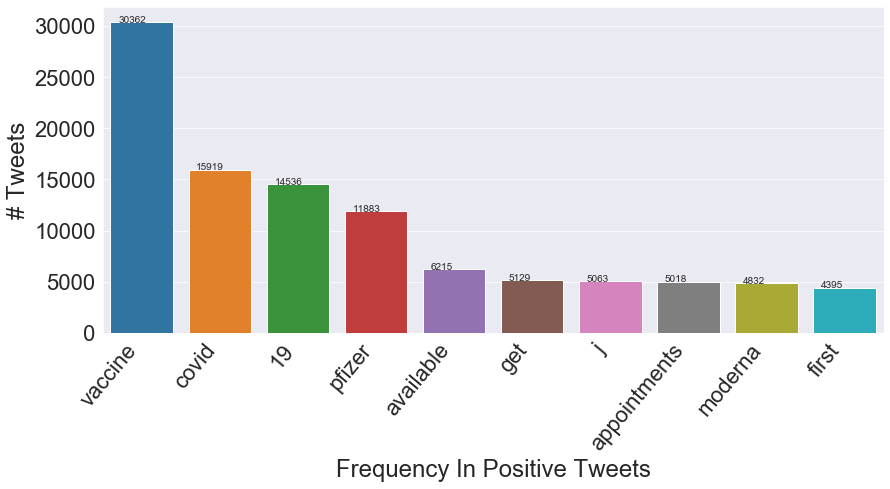 # Tweets
30000
25000
20000
15000
10000
5000
0
30362
15919
14536
11883
6215
5129
5063
5018
4832
4395
vaccine
covid
19
pfizer
available
get
j
appointments
moderna
first
Frequency In Positive Tweets